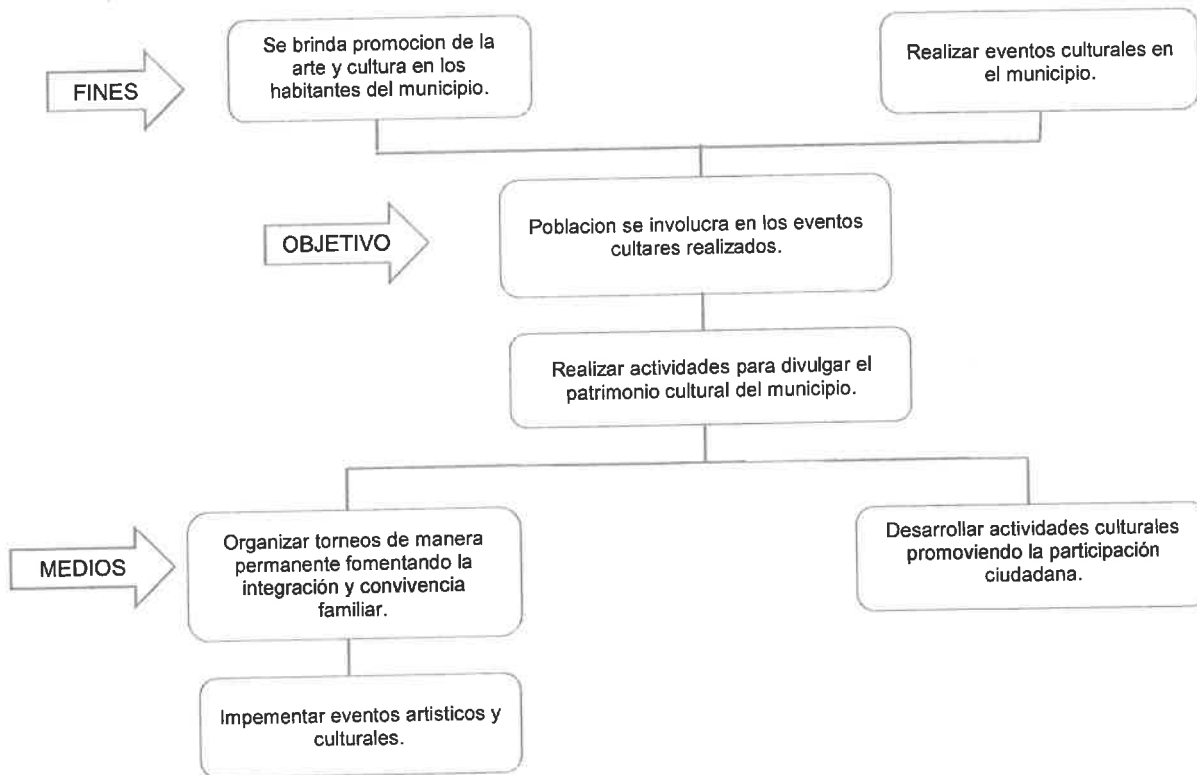 Se brinda promocion de la
arte y cultura en los
habitantes del municipio.
Realizar eventos culturales en
el municipio.
FINES
Poblacion se involucra en los eventos
cultares realizados.
OBJETIVO
Realizar actividades para divulgar el
patrimonio cultural del municipio.
Organizar torneos de manera
permanente fomentando la
integración y convivencia
familiar.
Desarrollar actividades culturales
promoviendo la participación
ciudadana.
MEDIOS
Impementar eventos artisticos y
culturales.